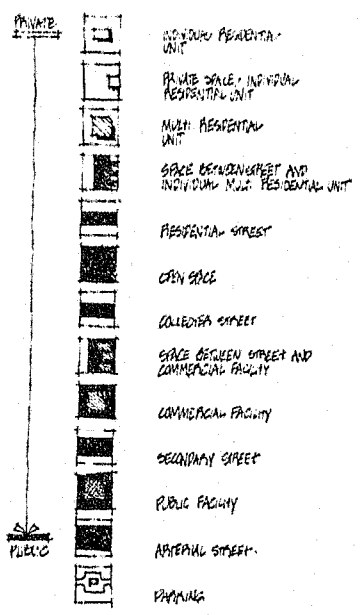 PRIVATE
INDIVIDUAL RESIDENTIAL
UNIT
PRIVATE SPACE / INDIVIDUAL
RESIDENTIAL UNIT
MULTI RESIDENTIAL
UNIT
SPACE BETWEEN STREET AND
INDIVIDUAL MULTI RESIDENTIAL UNIT
RESIDENTIAL STREET
OPEN SPACE
COLLECTER STREET
SPACE BETWEEN STREET AND
COMMERCIAL FACILITY
COMMERCIAL FACILITY
SECONDARY STREET
PUBLIC FACILITY
PUBLIC
ARTERIAL STREET.
P
PARKING